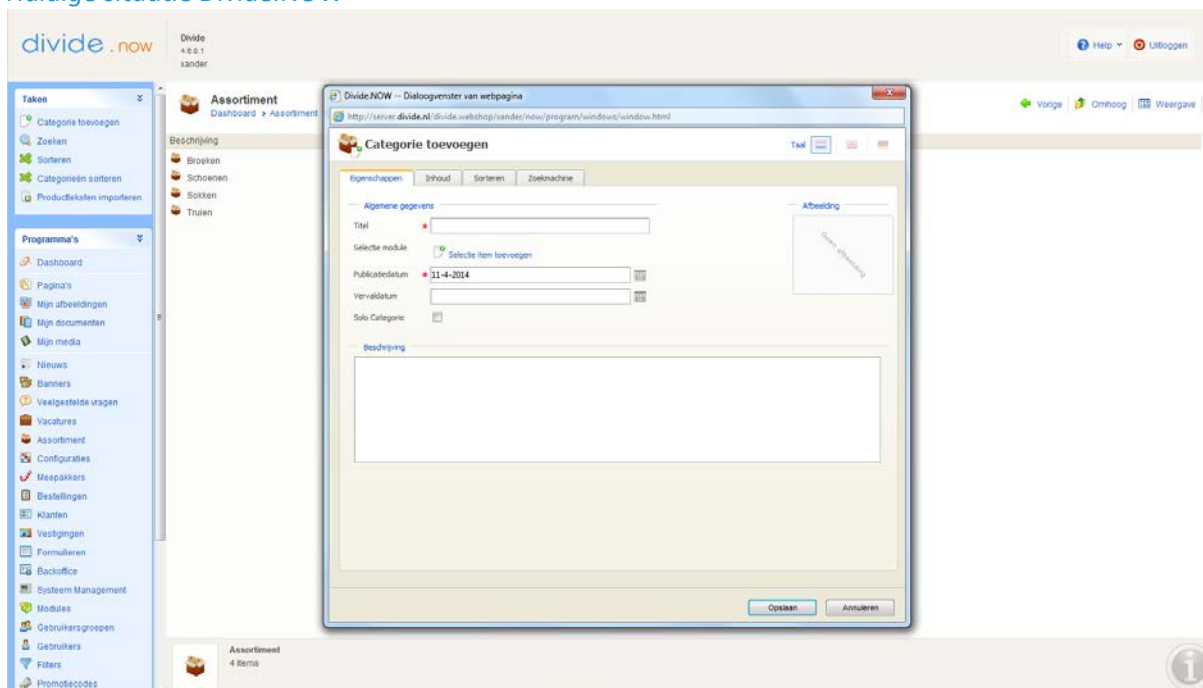 Huidige situatie Divide.NOW
divide.now
Divide
4.6.0.1
xander
Help
Uitloggen
Taken
Categorie toevoegen
Zoeken
Sorteren
Categorieën sorteren
Productteksten importeren
Programma's
Dashboard
Pagina's
Mijn afbeeldingen
Mijn documenten
Mijn media
Nieuws
Banners
Veelgestelde vragen
Vacatures
Assortiment
Configuraties
Meepakkers
Bestellingen
Klanten
Vestigingen
Formulieren
Backoffice
Systeem Management
Modules
Gebruikersgroepen
Gebruikers
Filters
Promotiecodes
Assortiment
Dashboard > Assortiment
Vorige Omhoog Weergave
Beschrijving
Broeken
Schoenen
Sokken
Truien
Divide.NOW -- Dialoogvenster van webpagina
http://server.divide.nl/divide.webshop/xander/now/program/windows/window.html
Categorie toevoegen
Taal
Eigenschappen Inhoud Sorteren Zoekmachine
Algemene gegevens
Afbeelding
Titel *
Geen afbeelding
Selectie module
Selectie item toevoegen
Publicatiedatum * 11-4-2014
Vervaldatum
Solo Categorie
Beschrijving
Opslaan Annuleren
Assortiment
4 items